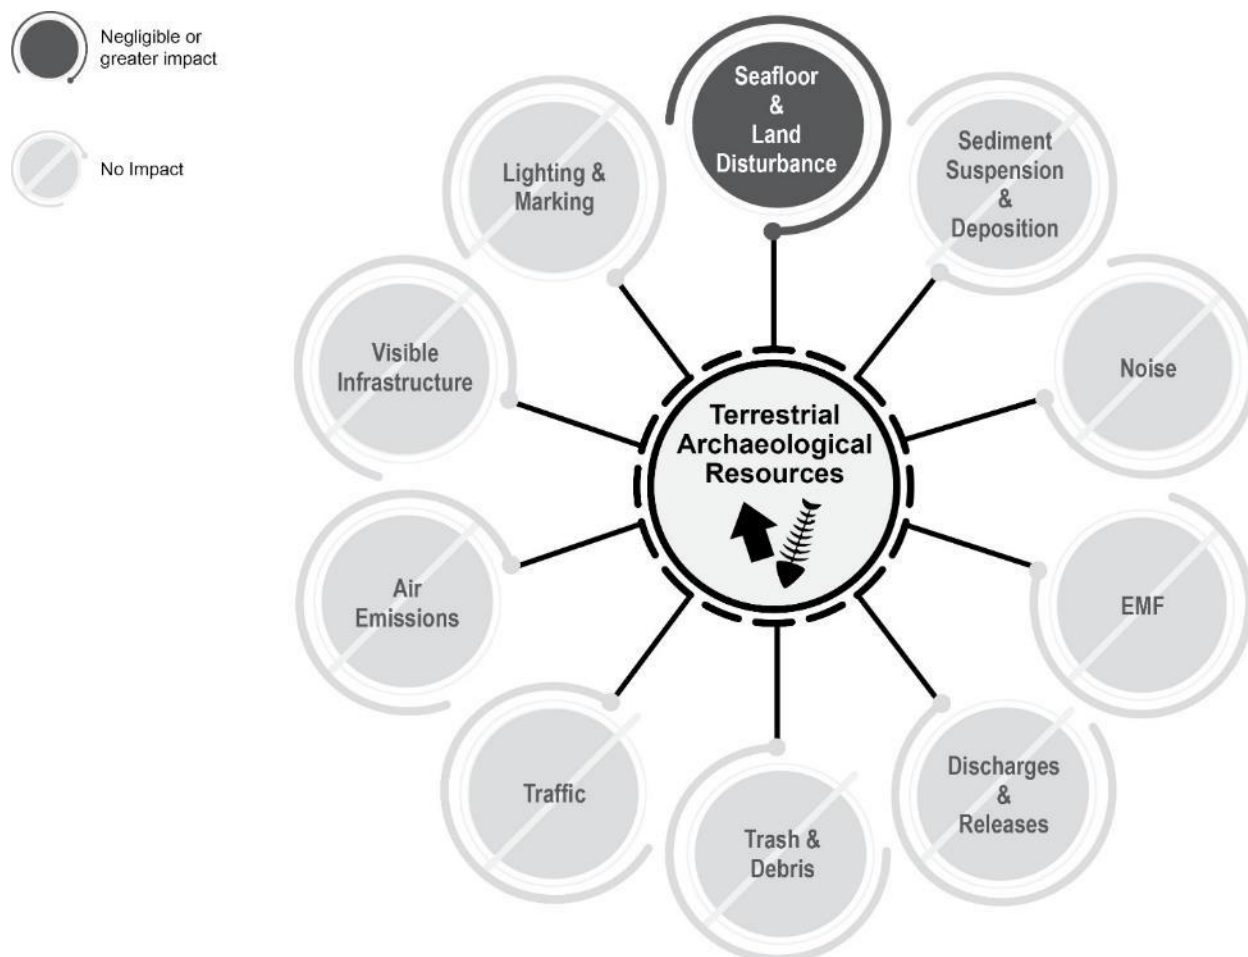 Negligible or
greater impact
No Impact
Seafloor
&
Land
Disturbance
Sediment
Suspension
&
Deposition
Noise
EMF
Discharges
&
Releases
Trash &
Debris
Traffic
Air
Emissions
Visible
Infrastructure
Lighting &
Marking
Terrestrial
Archaeological
Resources